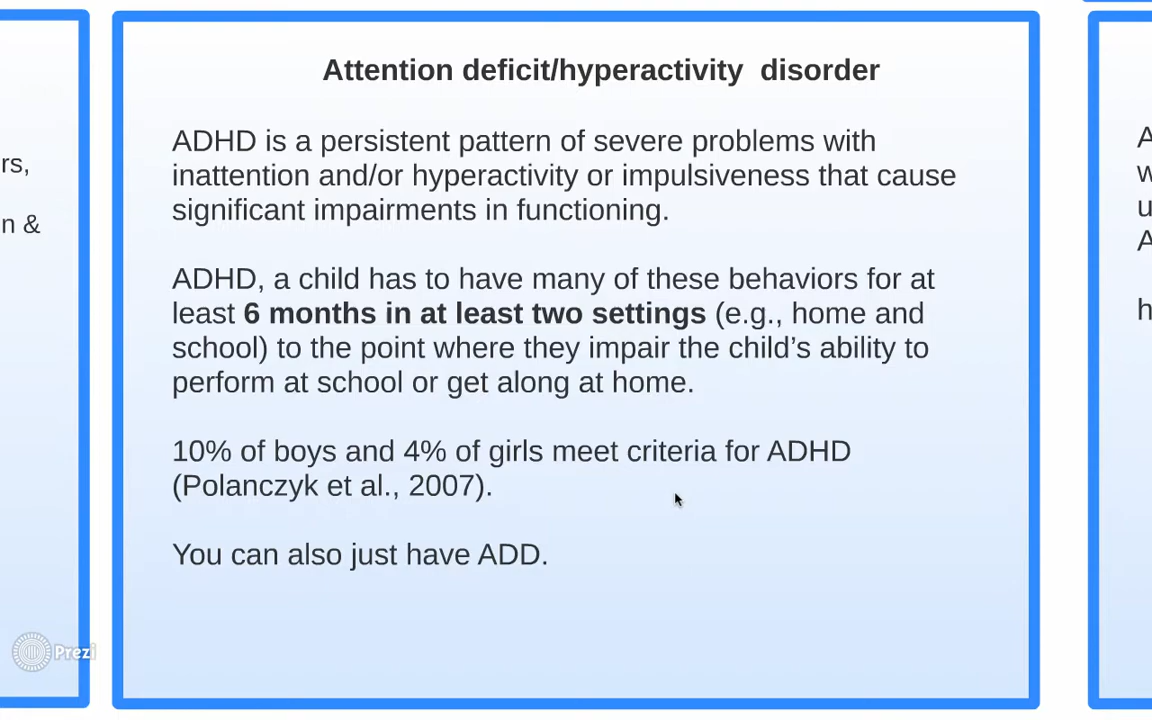 Attention deficit/hyperactivity disorder
ADHD is a persistent pattern of severe problems with
inattention and/or hyperactivity or impulsiveness that cause
significant impairments in functioning.
ADHD, a child has to have many of these behaviors for at
least 6 months in at least two settings (e.g., home and
school) to the point where they impair the child’s ability to
perform at school or get along at home.
10% of boys and 4% of girls meet criteria for ADHD
(Polanczyk et al., 2007).
You can also just have ADD.
rs,
n &
Prezi
A
w
u
A
h